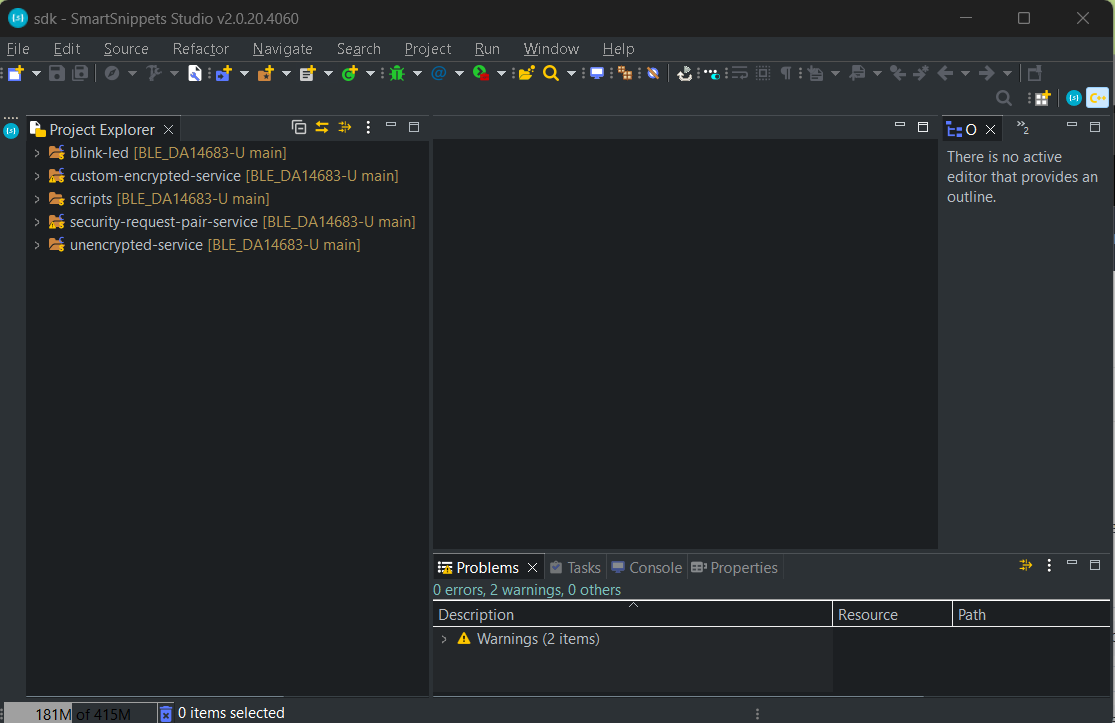 sdk - SmartSnippets Studio v2.0.20.4060
File Edit Source Refactor Navigate Search Project Run Window Help
Project Explorer
blink-led [BLE_DA14683-U main]
custom-encrypted-service [BLE_DA14683-U main]
scripts [BLE_DA14683-U main]
security-request-pair-service [BLE_DA14683-U main]
unencrypted-service [BLE_DA14683-U main]
O
2
There is no active
editor that provides an
outline.
Problems Tasks Console Properties
0 errors, 2 warnings, 0 others
Description Resource Path
Warnings (2 items)
181M of 415M 0 items selected